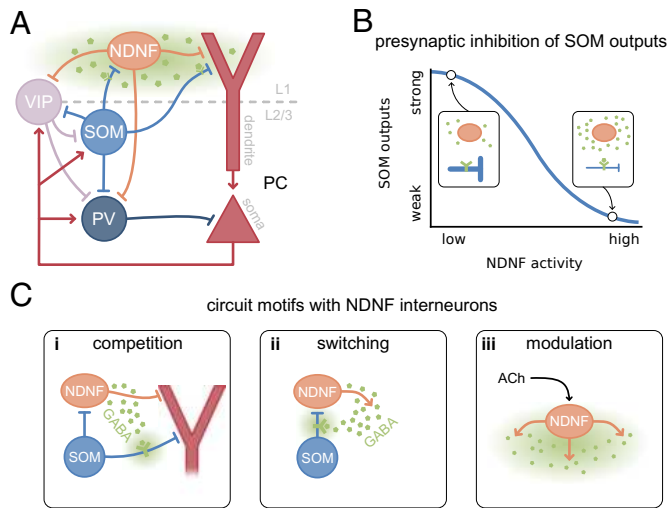 A
NDNF
VIP
L1
L2/3
SOM
dendrite
PC
soma
PV
B
presynaptic inhibition of SOM outputs
strong
SOM outputs
weak
low
high
NDNF activity
C
circuit motifs with NDNF interneurons
i competition
NDNF
GABA
SOM
ii switching
NDNF
GABA
SOM
iii modulation
ACh
NDNF